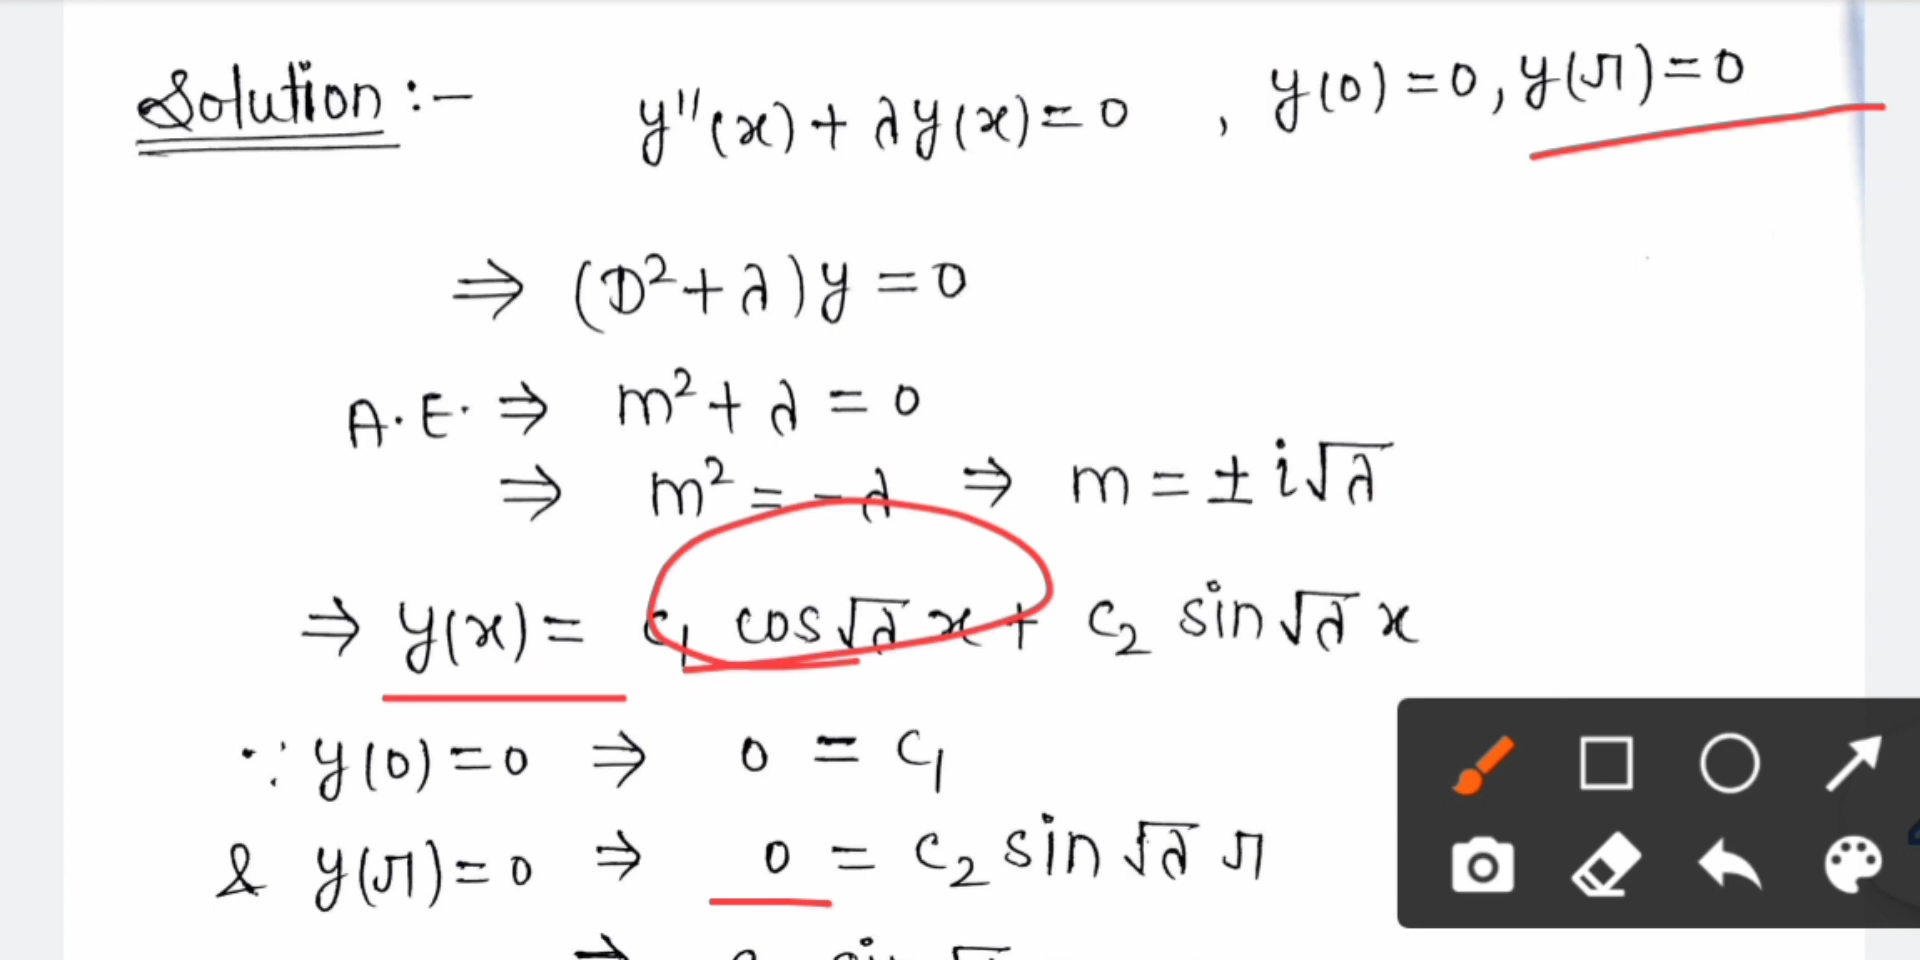 Solution :-
y''(x) + λy(x) = 0 , y(0) = 0, y(π) = 0
⇒ (D² + λ)y = 0
A.E. ⇒ m² + λ = 0
⇒ m² = -λ ⇒ m = ± i√λ
⇒ y(x) = c₁ cos√λ x + c₂ sin√λ x
∵ y(0) = 0 ⇒ 0 = c₁
& y(π) = 0 ⇒ 0 = c₂ sin√λ π